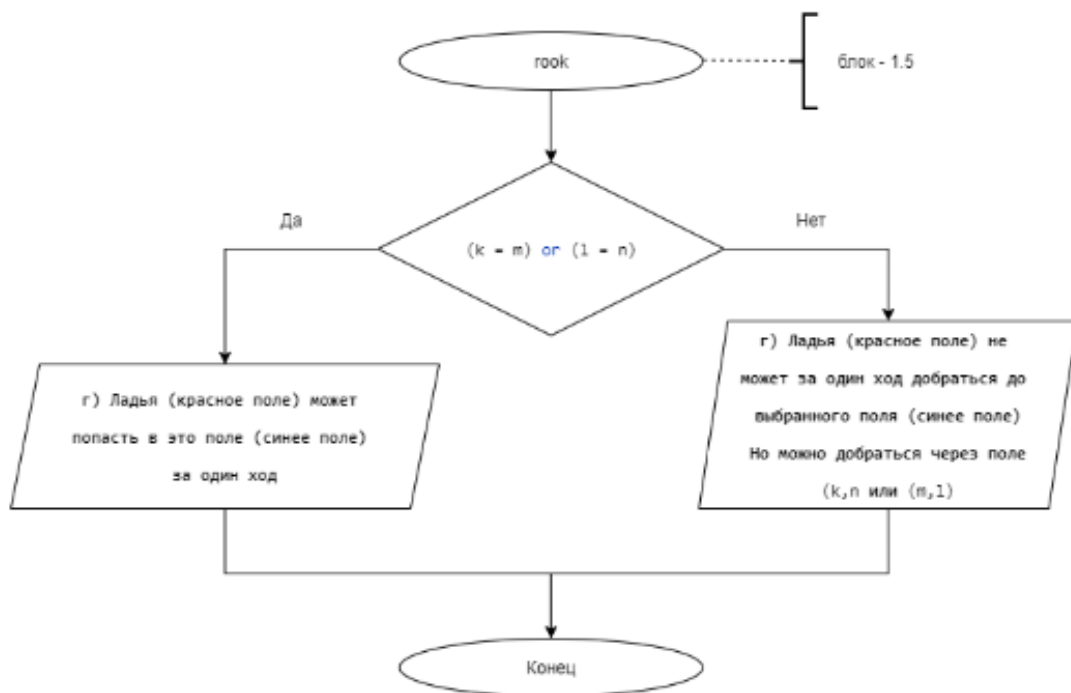 rook
блок - 1.5
Да
Нет
(k = m) or (l = n)
г) Ладья (красное поле) может
попасть в это поле (синее поле)
за один ход
г) Ладья (красное поле) не
может за один ход добраться до
выбранного поля (синее поле)
Но можно добраться через поле
(k,n или (m,l)
Конец